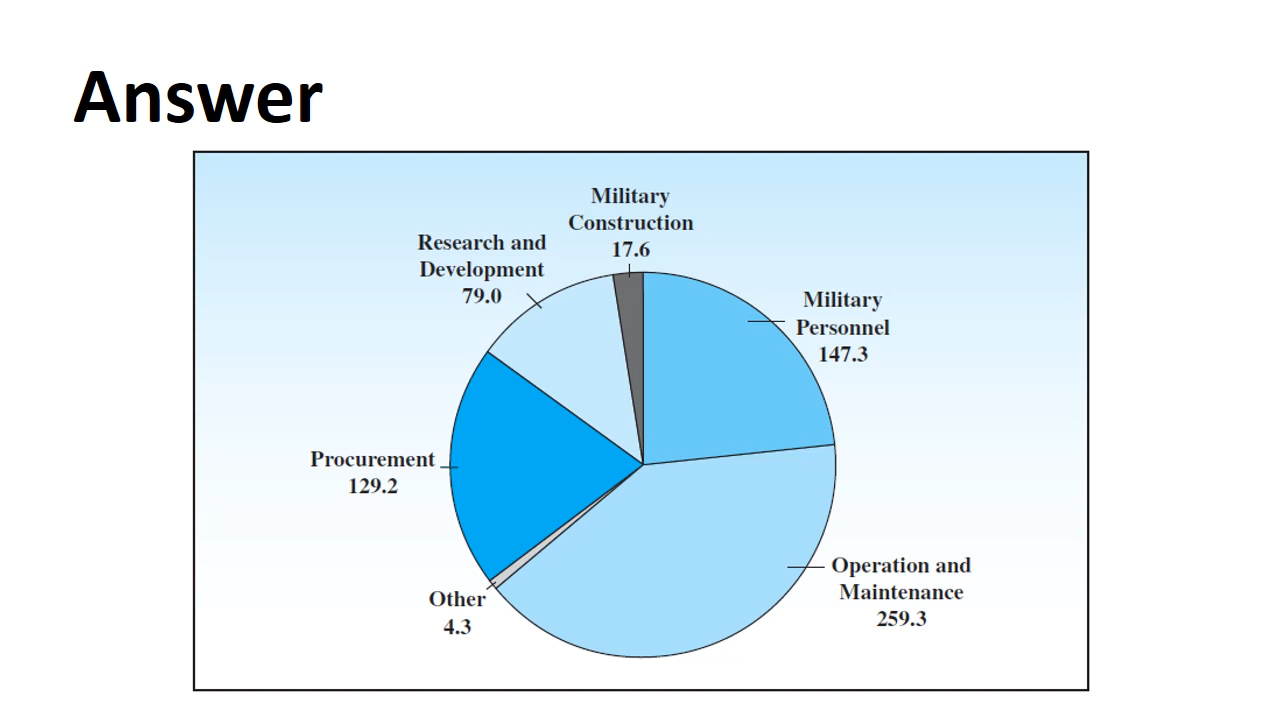 Answer
Military
Construction
17.6
Research and
Development
79.0
Military
Personnel
147.3
Procurement
129.2
Operation and
Maintenance
259.3
Other
4.3